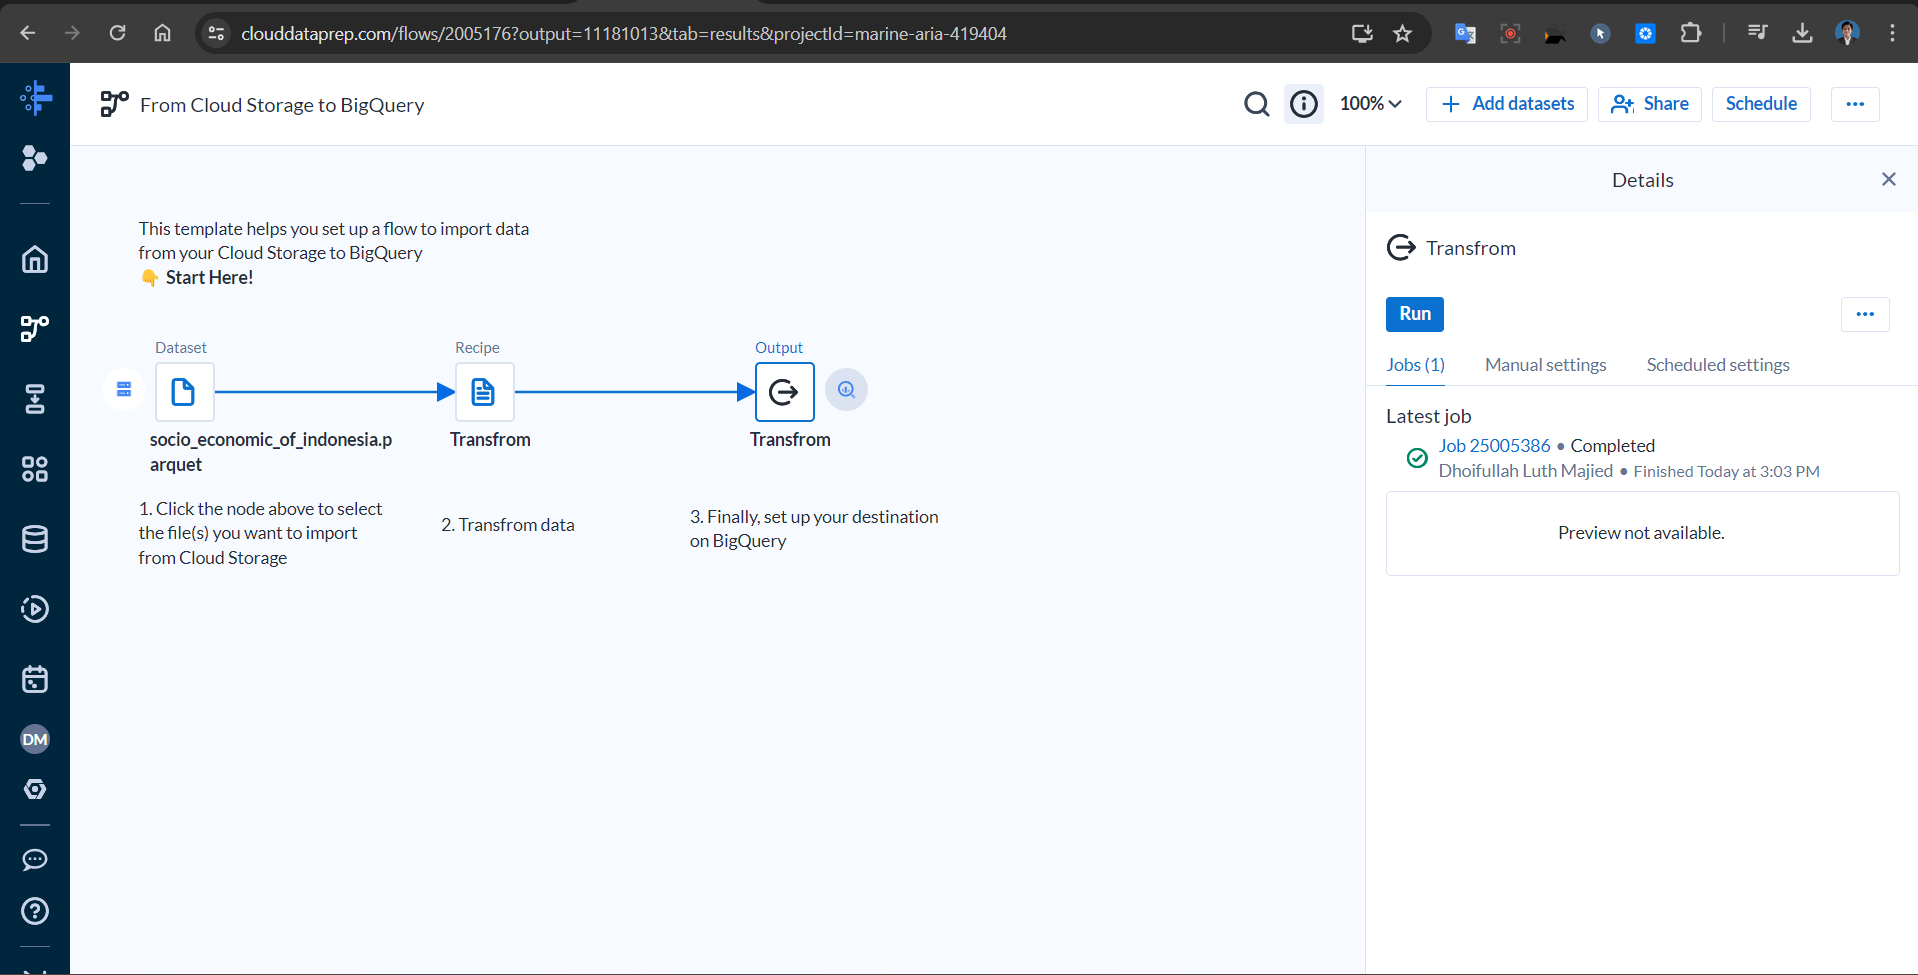 clouddataprep.com/flows/2005176?output=11181013&tab=results&projectId=marine-aria-419404
From Cloud Storage to BigQuery
100%
Add datasets
Share
Schedule
Details
Transfrom
Run
Jobs (1)
Manual settings
Scheduled settings
Latest job
Job 25005386 • Completed
Dhoifullah Luth Majied • Finished Today at 3:03 PM
Preview not available.
This template helps you set up a flow to import data
from your Cloud Storage to BigQuery
👇 Start Here!
Dataset
Recipe
Output
socio_economic_of_indonesia.p
arquet
Transfrom
Transfrom
1. Click the node above to select
the file(s) you want to import
from Cloud Storage
2. Transfrom data
3. Finally, set up your destination
on BigQuery
DM